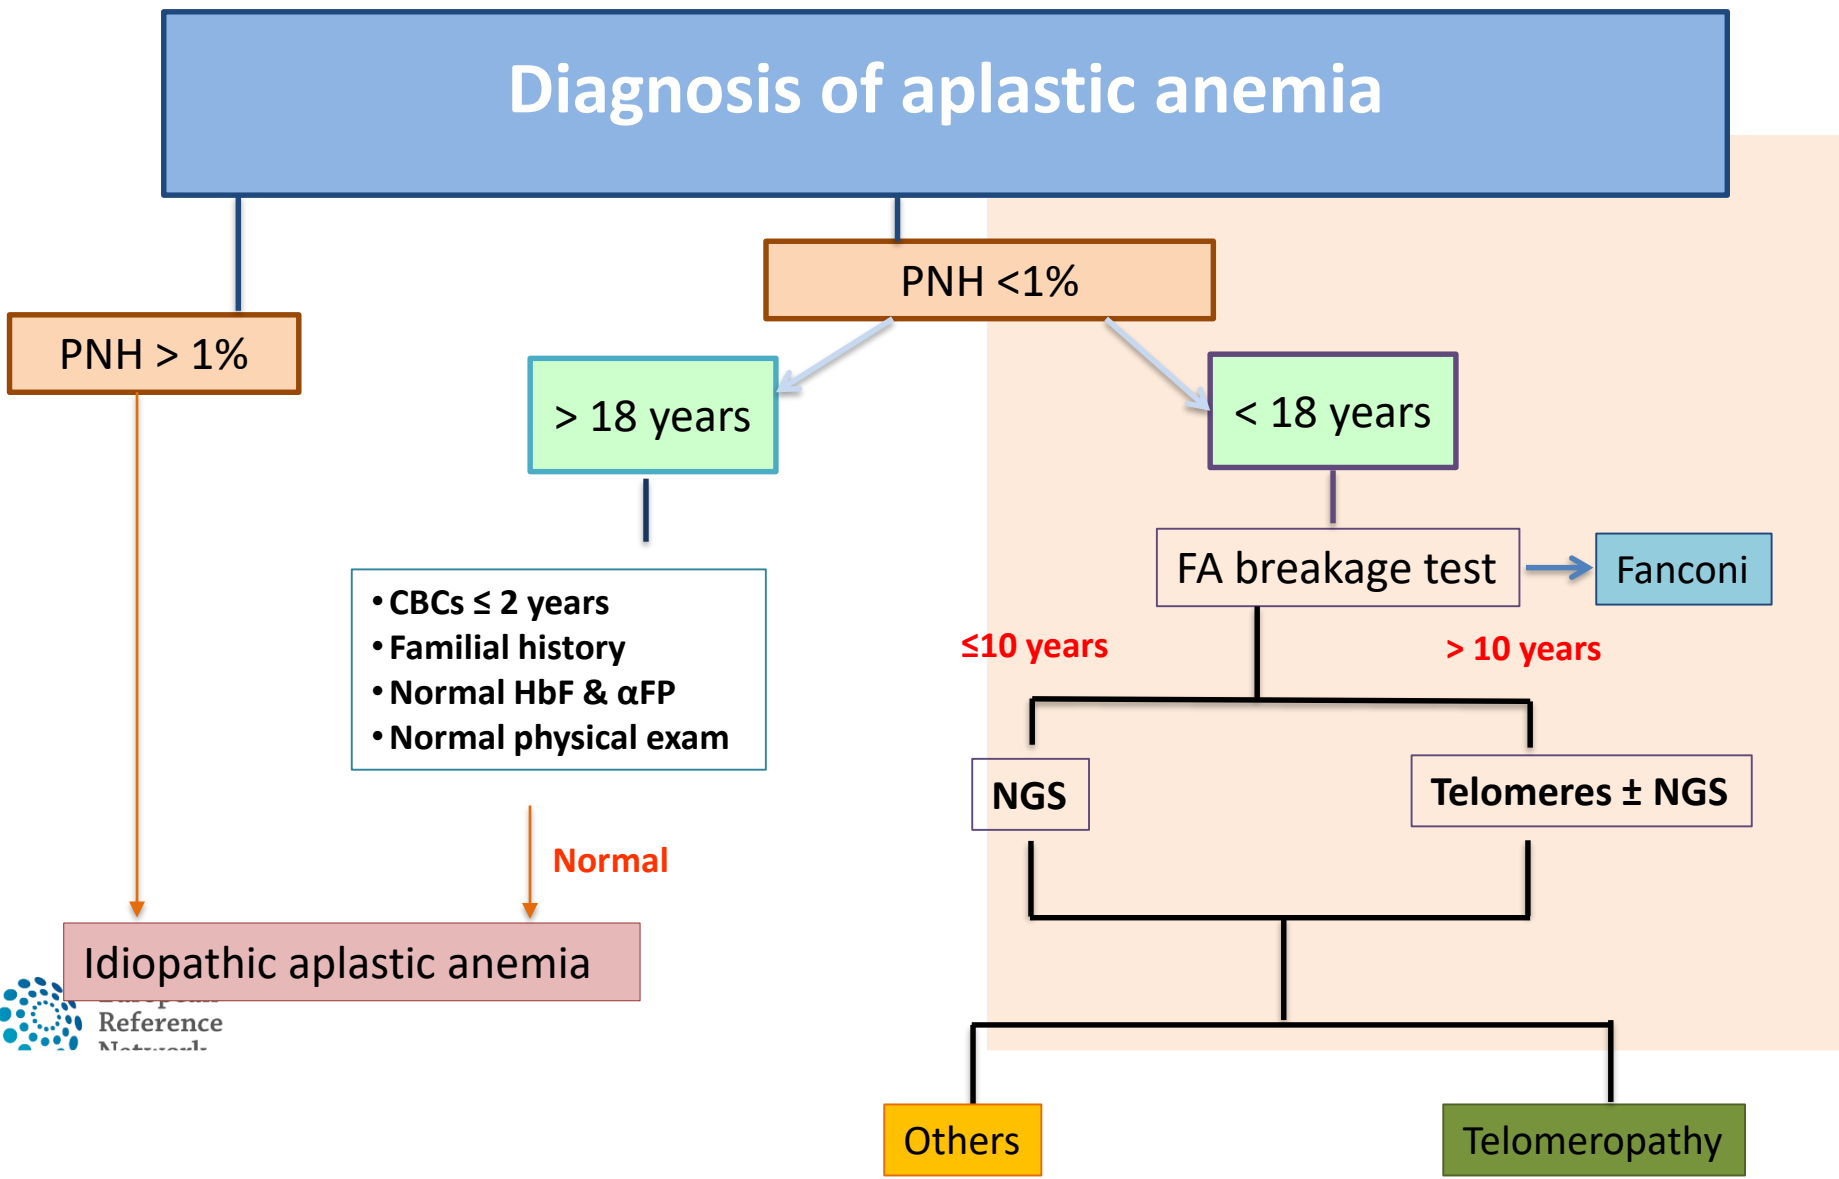 Diagnosis of aplastic anemia
PNH <1%
PNH > 1%
> 18 years
< 18 years
FA breakage test
Fanconi
• CBCs ≤ 2 years
• Familial history
• Normal HbF & αFP
• Normal physical exam
≤10 years
> 10 years
NGS
Telomeres ± NGS
Normal
Idiopathic aplastic anemia
European
Reference
Network
Others
Telomeropathy